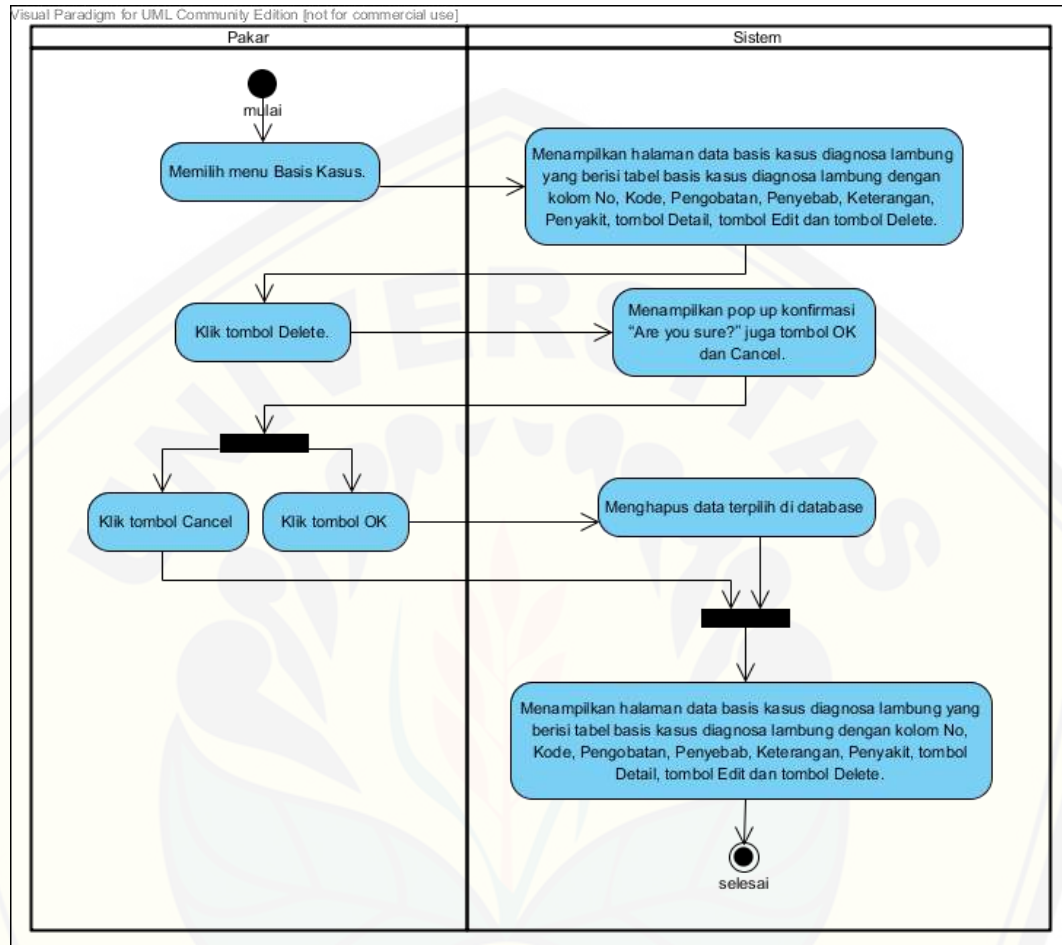 Visual Paradigm for UML Community Edition [not for commercial use]
Pakar
Sistem
mulai
Memilih menu Basis Kasus.
Menampilkan halaman data basis kasus diagnosa lambung
yang berisi tabel basis kasus diagnosa lambung dengan
kolom No, Kode, Pengobatan, Penyebab, Keterangan,
Penyakit, tombol Detail, tombol Edit dan tombol Delete.
Klik tombol Delete.
Menampilkan pop up konfirmasi
"Are you sure?" juga tombol OK
dan Cancel.
Klik tombol Cancel
Klik tombol OK
Menghapus data terpilih di database
Menampilkan halaman data basis kasus diagnosa lambung yang
berisi tabel basis kasus diagnosa lambung dengan kolom No,
Kode, Pengobatan, Penyebab, Keterangan, Penyakit, tombol
Detail, tombol Edit dan tombol Delete.
selesai
UNIVERSITAS